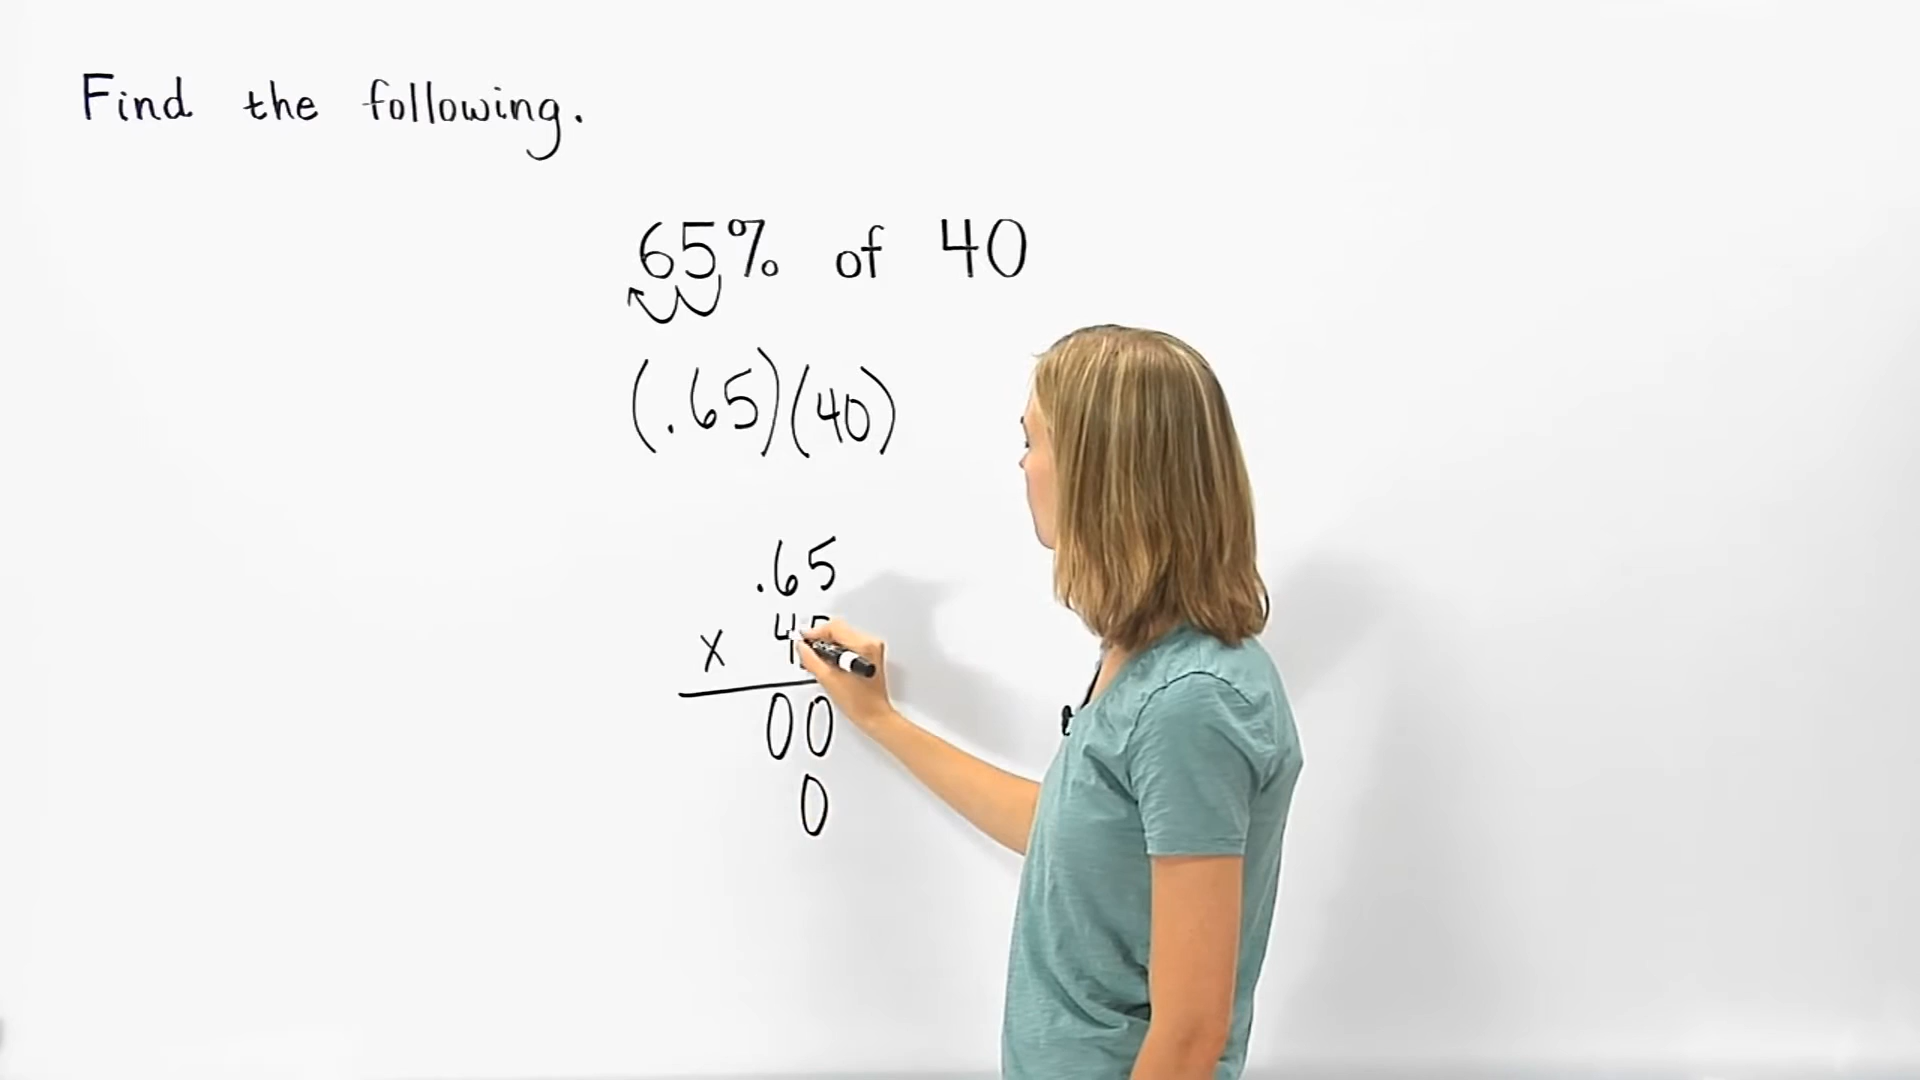 Find the following.
65% of 40
(.65)(40)
.65
x 4
00
0